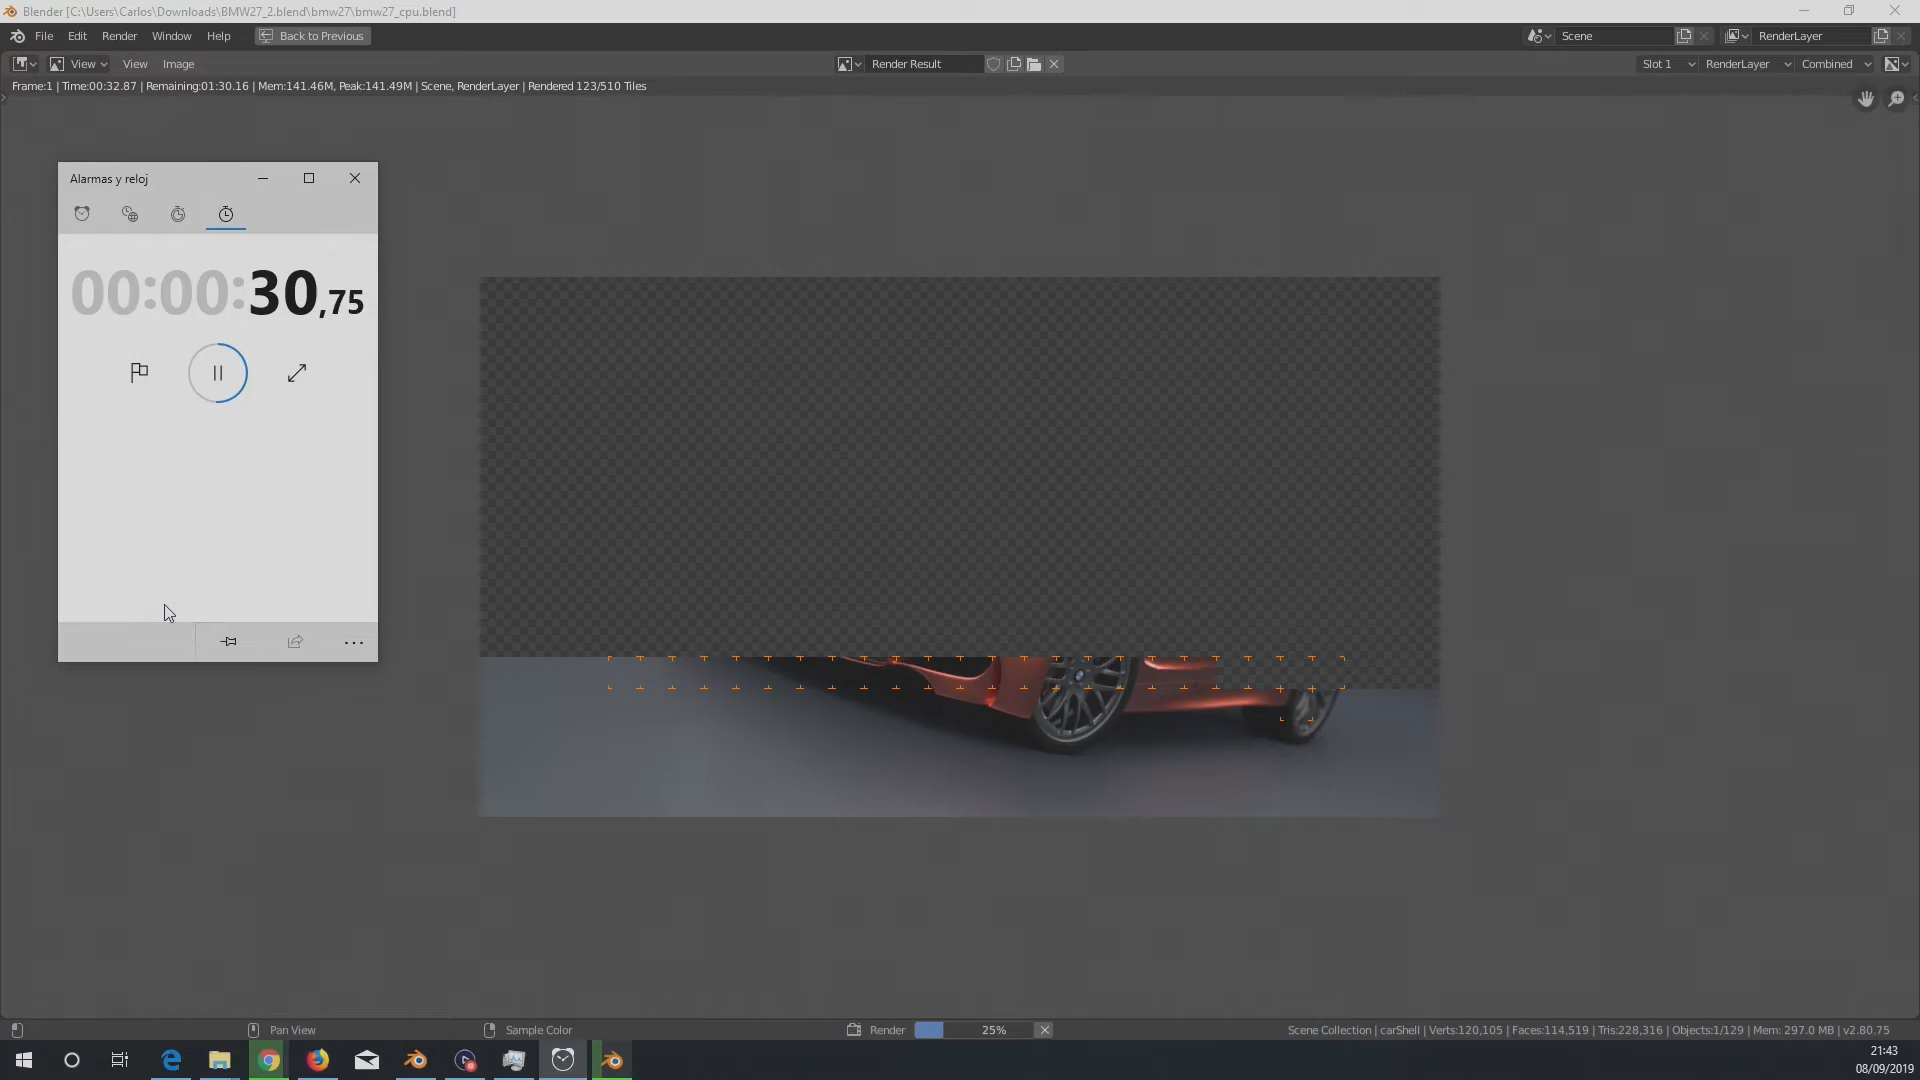 Blender [C:\Users\Carlos\Downloads\BMW27_2.blend\bmw27\bmw27_cpu.blend]
File Edit Render Window Help Back to Previous Scene RenderLayer
View View Image Render Result Slot 1 RenderLayer Combined
Frame:1 | Time:00:32.87 | Remaining:01:30.16 | Mem:141.46M, Peak:141.49M | Scene, RenderLayer | Rendered 123/510 Tiles
Alarmas y reloj
00:00:30,75
Pan View Sample Color Render 25% Scene Collection | carShell | Verts:120,105 | Faces:114,519 | Tris:228,316 | Objects:1/129 | Mem: 297.0 MB | v2.80.75
21:43
08/09/2019